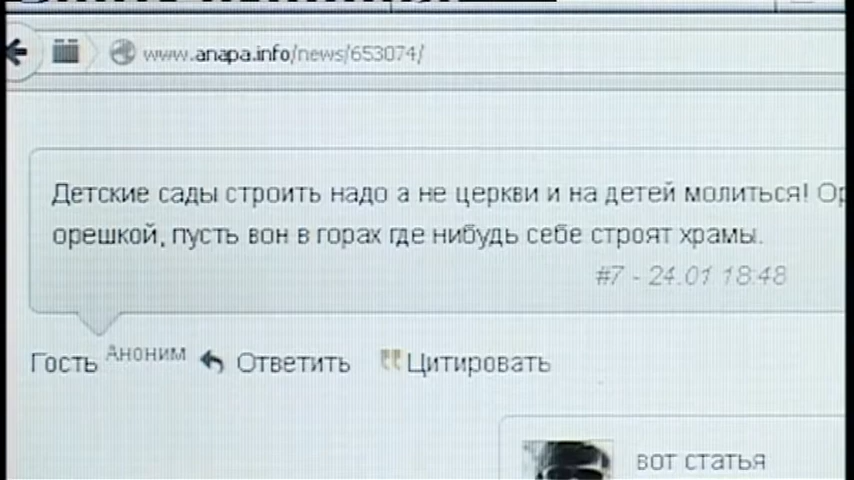 www.anapa.info/news/653074/
Детские сады строить надо а не церкви и на детей молиться!
орешкой, пусть вон в горах где нибудь себе строят храмы.
#7 - 24.01 18:48
Гость Аноним Ответить Цитировать
вот статья